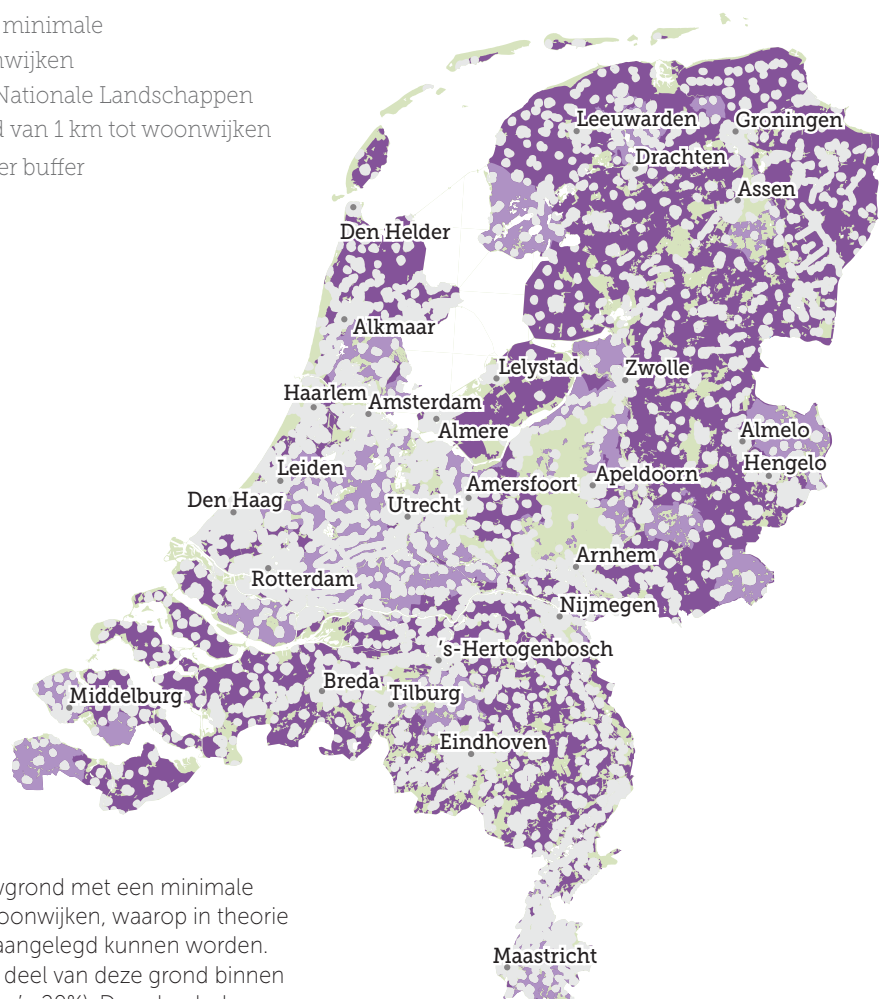 minimale
nwijken
Nationale Landschappen
d van 1 km tot woonwijken
er buffer
Leeuwarden
Groningen
Drachten
Assen
Den Helder
Alkmaar
Lelystad
Zwolle
Haarlem
Amsterdam
Almere
Almelo
Leiden
Hengelo
Amersfoort
Apeldoorn
Den Haag
Utrecht
Arnhem
Rotterdam
Nijmegen
's-Hertogenbosch
Breda
Tilburg
Middelburg
Eindhoven
wgrond met een minimale
oonwijken, waarop in theorie
aangelegd kunnen worden.
deel van deze grond binnen
Maastricht